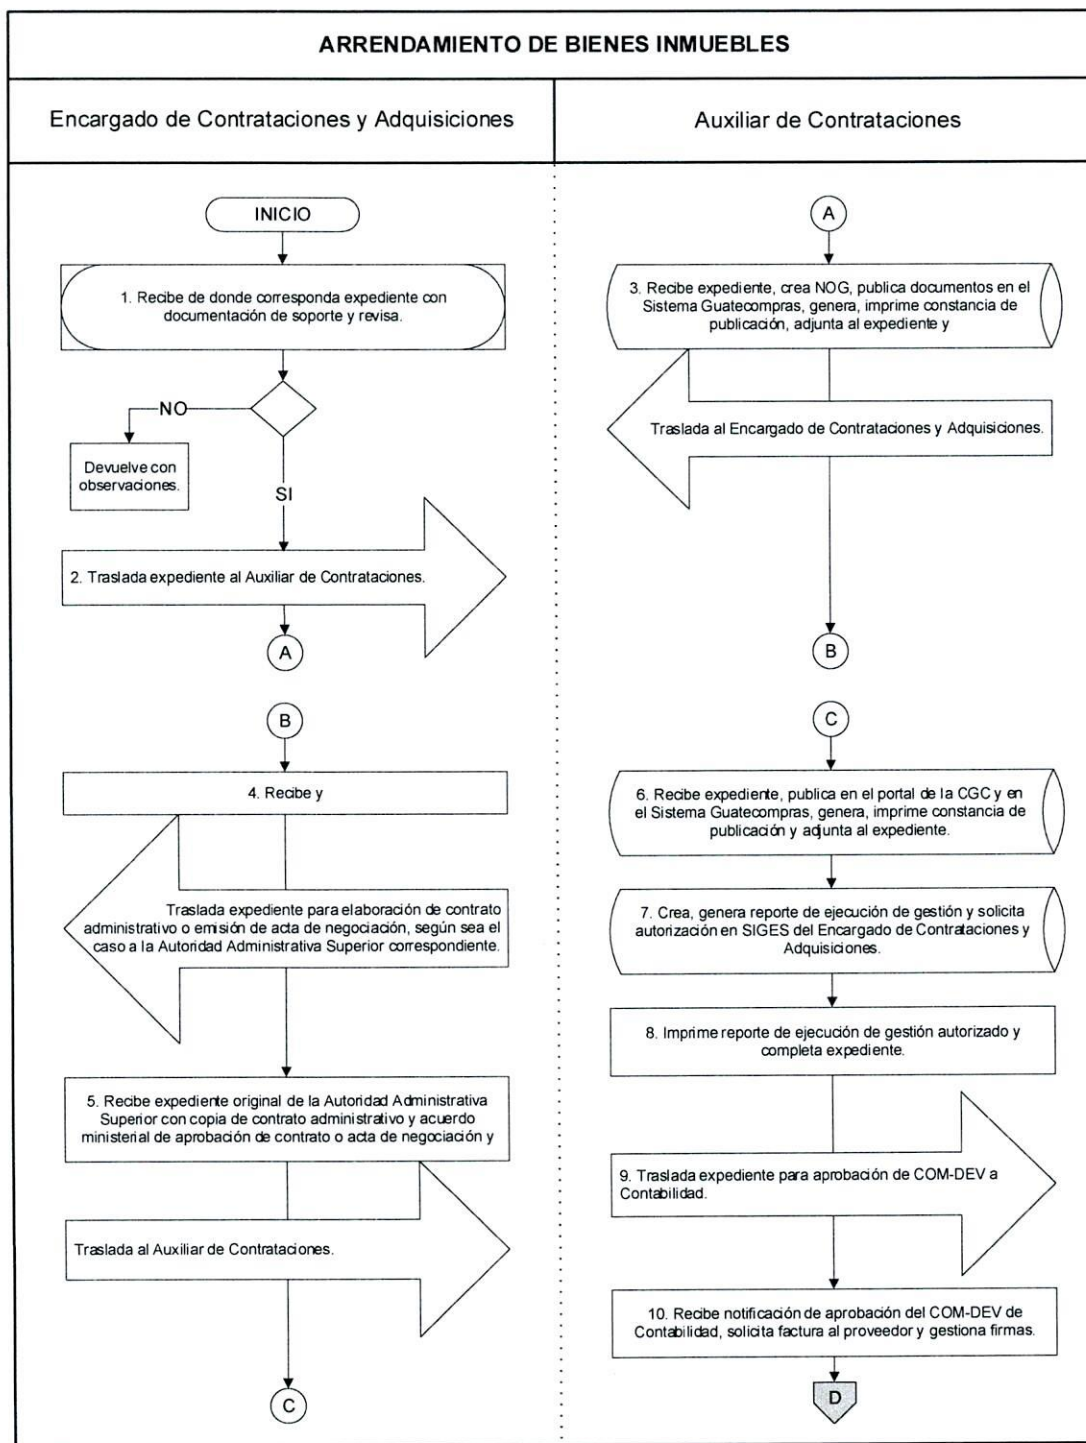 ARRENDAMIENTO DE BIENES INMUEBLES
Encargado de Contrataciones y Adquisiciones
Auxiliar de Contrataciones
INICIO
1. Recibe de donde corresponda expediente con
documentación de soporte y revisa.
NO
Devuelve con
observaciones.
SI
2. Traslada expediente al Auxiliar de Contrataciones.
A
B
4. Recibe y
Traslada expediente para elaboración de contrato
administrativo o emisión de acta de negociación, según sea el
caso a la Autoridad Administrativa Superior correspondiente.
5. Recibe expediente original de la Autoridad Administrativa
Superior con copia de contrato administrativo y acuerdo
ministerial de aprobación de contrato o acta de negociación y
Traslada al Auxiliar de Contrataciones.
C
A
3. Recibe expediente, crea NOG, publica documentos en el
Sistema Guatecompras, genera, imprime constancia de
publicación, adjunta al expediente y
Traslada al Encargado de Contrataciones y Adquisiciones.
B
C
6. Recibe expediente, publica en el portal de la CGC y en
el Sistema Guatecompras, genera, imprime constancia de
publicación y adjunta al expediente.
7. Crea, genera reporte de ejecución de gestión y solicita
autorización en SIGES del Encargado de Contrataciones y
Adquisiciones.
8. Imprime reporte de ejecución de gestión autorizado y
completa expediente.
9. Traslada expediente para aprobación de COM-DEV a
Contabilidad.
10. Recibe notificación de aprobación del COM-DEV de
Contabilidad, solicita factura al proveedor y gestiona firmas.
D